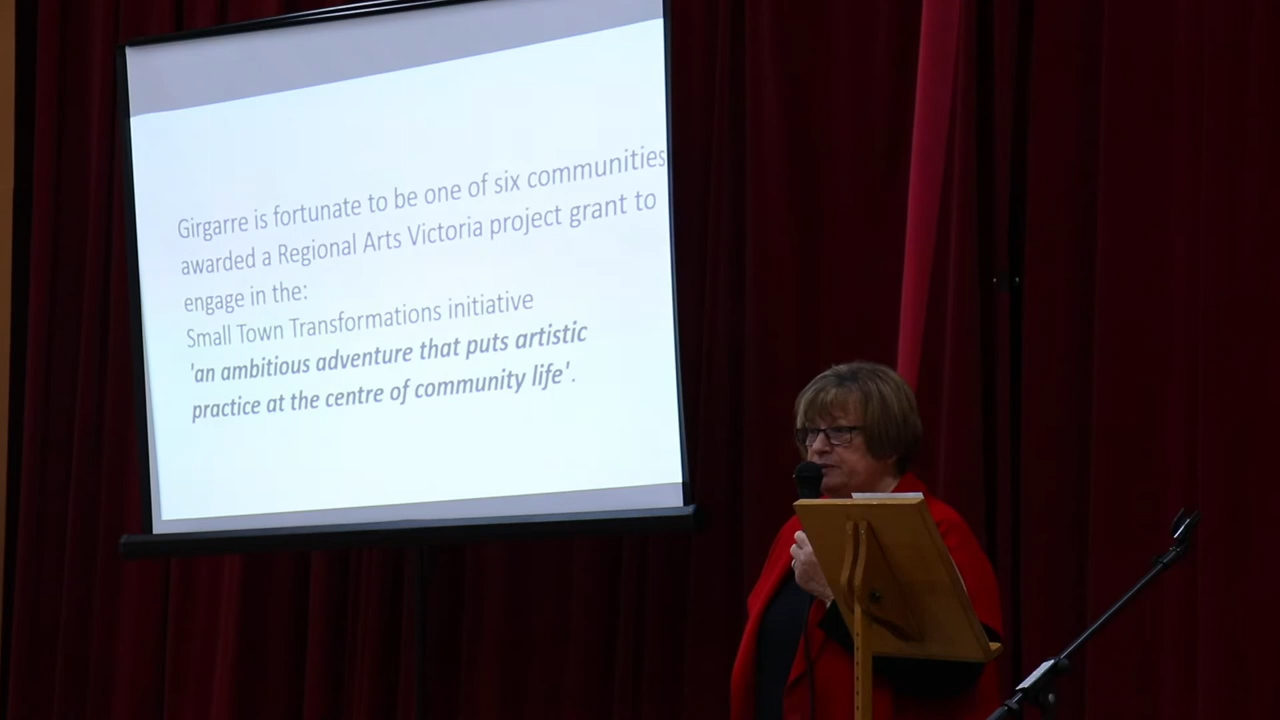 Girgarre is fortunate to be one of six communities
awarded a Regional Arts Victoria project grant to
engage in the:
Small Town Transformations initiative
'an ambitious adventure that puts artistic
practice at the centre of community life'.